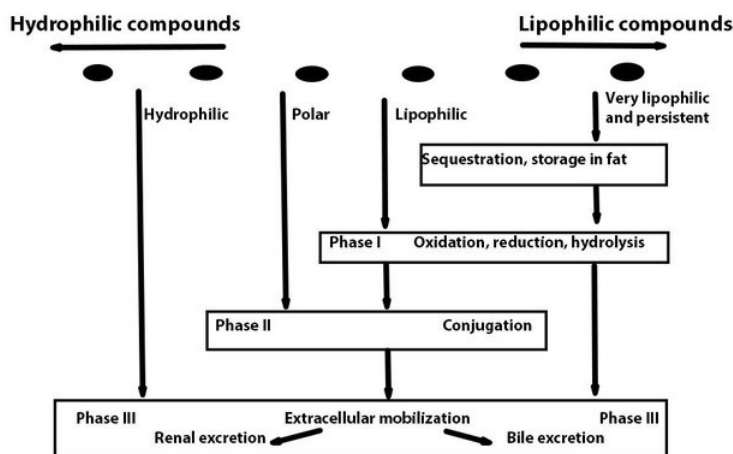 Hydrophilic compounds
Lipophilic compounds
Hydrophilic
Polar
Lipophilic
Very lipophilic
and persistent
Sequestration, storage in fat
Phase I Oxidation, reduction, hydrolysis
Phase II Conjugation
Phase III Extracellular mobilization Phase III
Renal excretion Bile excretion